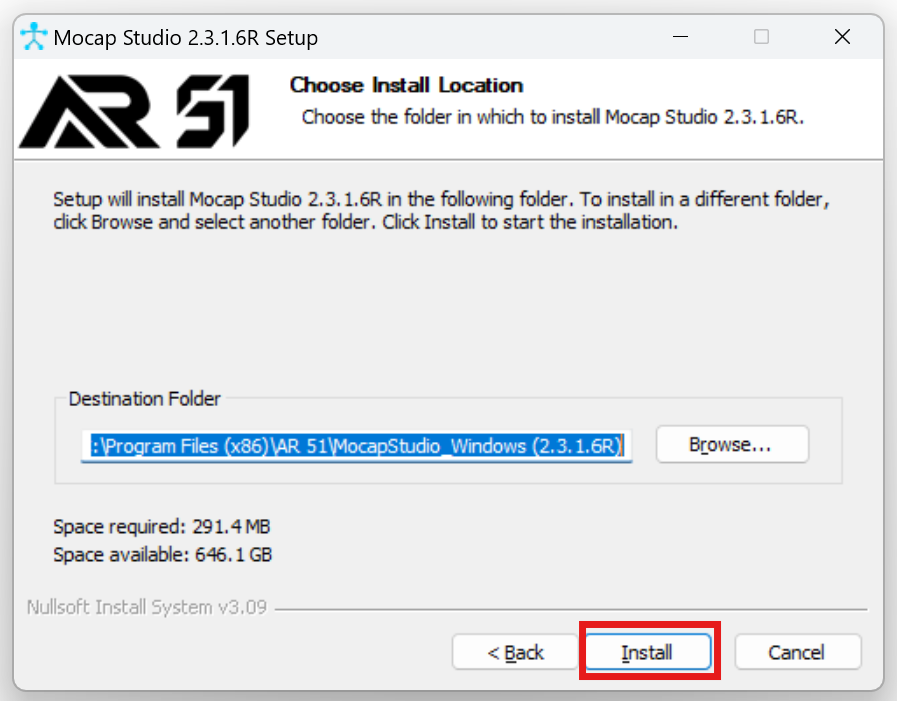 Mocap Studio 2.3.1.6R Setup
AR 51
Choose Install Location
Choose the folder in which to install Mocap Studio 2.3.1.6R.
Setup will install Mocap Studio 2.3.1.6R in the following folder. To install in a different folder,
click Browse and select another folder. Click Install to start the installation.
Destination Folder
:\Program Files (x86)\AR 51\MocapStudio_Windows (2.3.1.6R)
Browse...
Space required: 291.4 MB
Space available: 646.1 GB
Nullsoft Install System v3.09
< Back
Install
Cancel